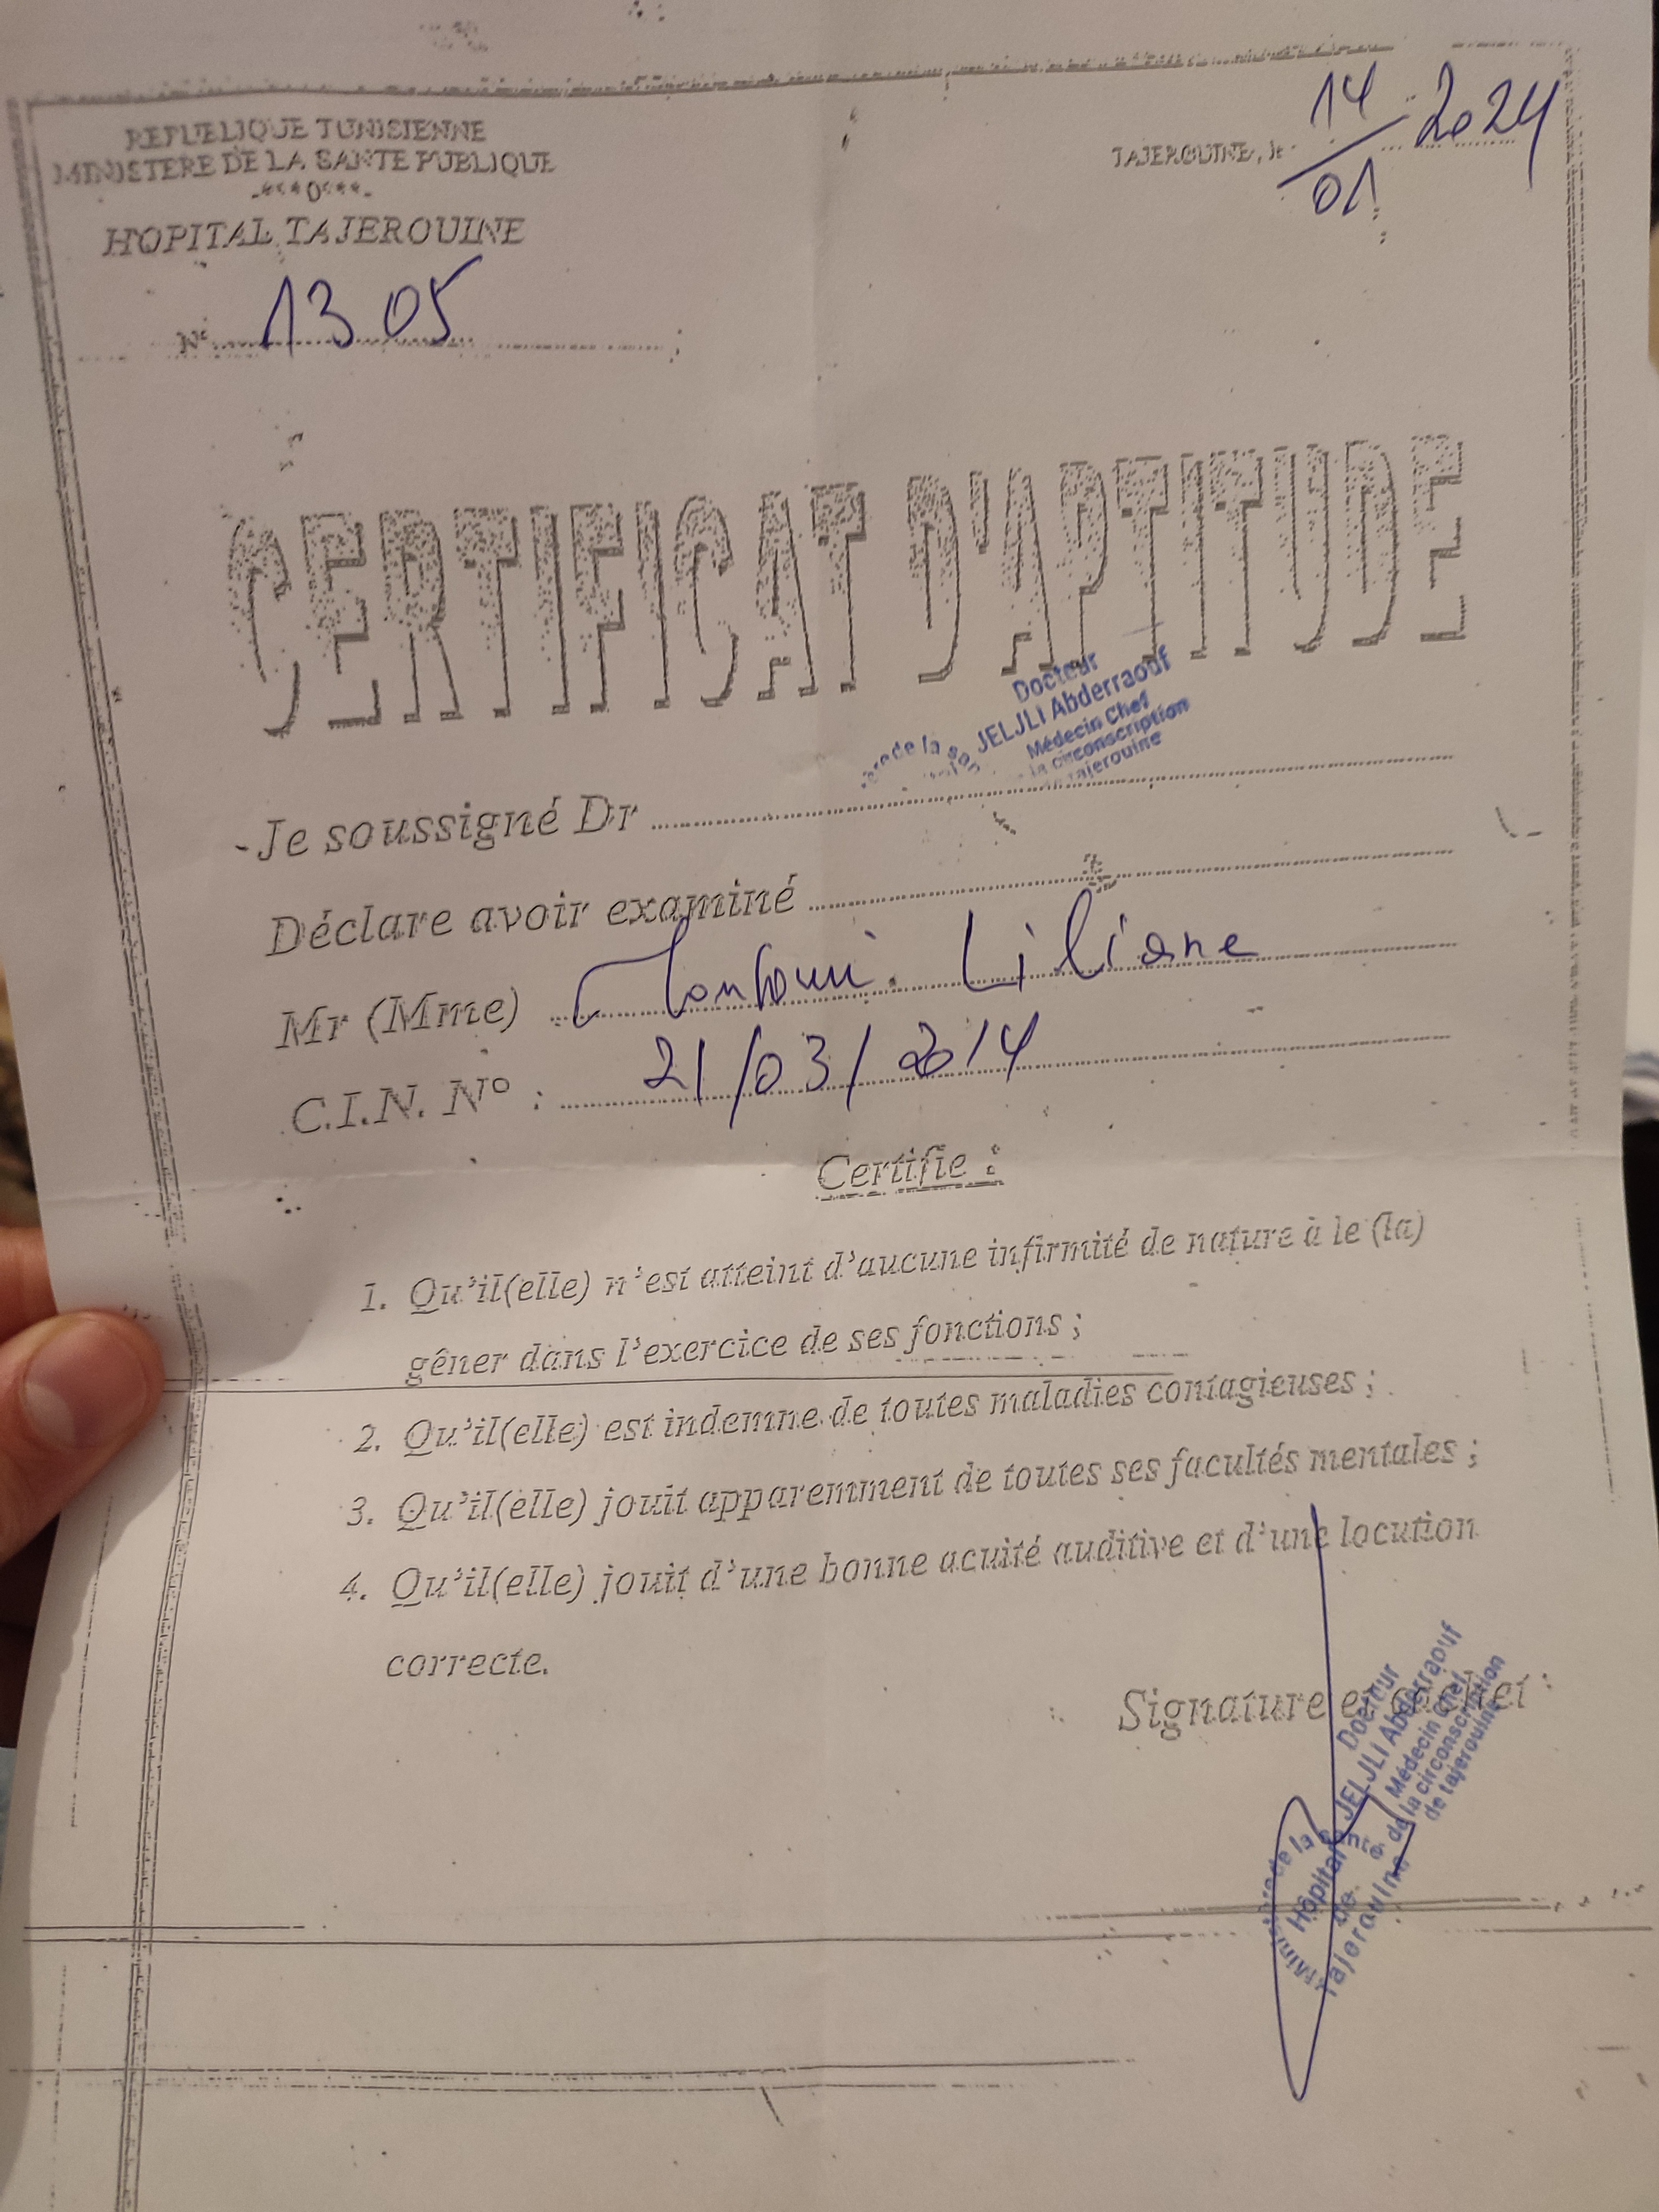 REPUBLIQUE TUNISIENNE
MINISTERE DE LA SANTE PUBLIQUE
-***O***-
HOPITAL TAJEROUINE
N° 1305
TAJEROUINE, le 14/01 2024
CERTIFICAT D'APTITUDE
Docteur
JELJLI Abderraouf
Médecin Chef
la circonscription
tajerouine
-Je soussigné Dr
Déclare avoir examiné
Mr (Mme) Liliane
C.I.N. N° : 21/03/2014
Certifie :
1. Qu'il(elle) n'est atteint d'aucune infirmité de nature à le (la)
gêner dans l'exercice de ses fonctions ;
2. Qu'il(elle) est indemne de toutes maladies contagieuses ;
3. Qu'il(elle) jouit apparemment de toutes ses facultés mentales ;
4. Qu'il(elle) jouit d'une bonne acuité auditive et d'une locution
correcte.
Signature et cachet :
Docteur
JELJLI Abderraouf
Médecin Chef
de la circonscription
de tajerouine
Hôpital
de
Tajerouine